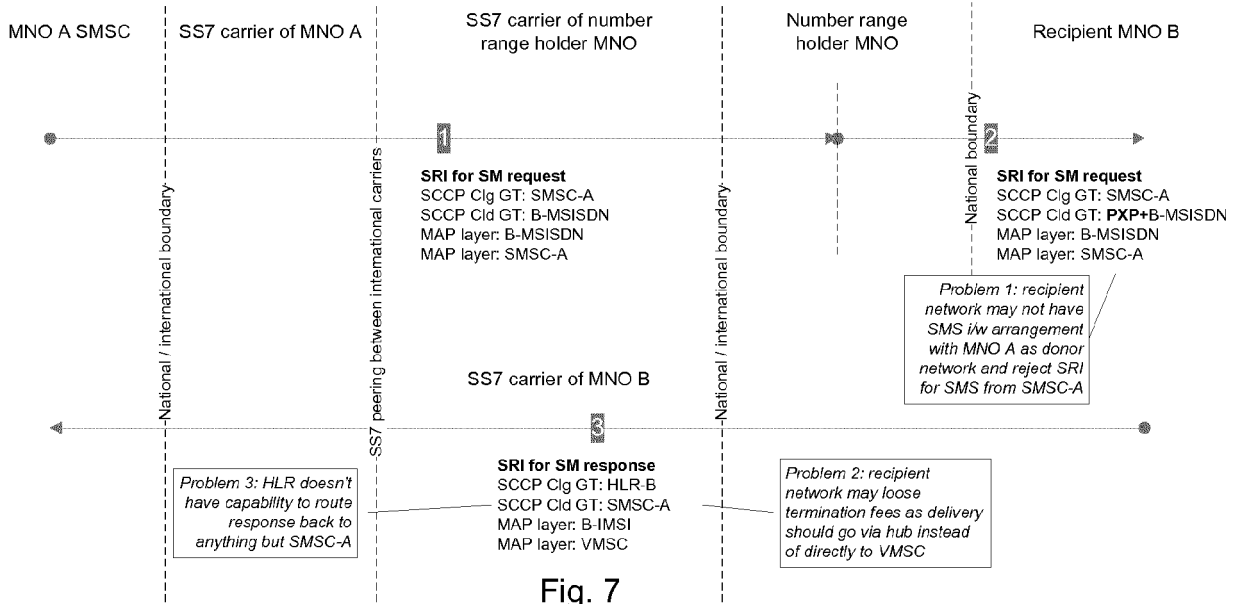 MNO A SMSC
SS7 carrier of MNO A
SS7 carrier of number
range holder MNO
Number range
holder MNO
Recipient MNO B
1
2
SRI for SM request
SCCP Clg GT: SMSC-A
SCCP Cld GT: B-MSISDN
MAP layer: B-MSISDN
MAP layer: SMSC-A
SRI for SM request
SCCP Clg GT: SMSC-A
SCCP Cld GT: PXP+B-MSISDN
MAP layer: B-MSISDN
MAP layer: SMSC-A
National / international boundary
SS7 peering between international carriers
National / international boundary
National boundary
Problem 1: recipient
network may not have
SMS i/w arrangement
with MNO A as donor
network and reject SRI
for SMS from SMSC-A
SS7 carrier of MNO B
3
SRI for SM response
SCCP Clg GT: HLR-B
SCCP Cld GT: SMSC-A
MAP layer: B-IMSI
MAP layer: VMSC
Problem 3: HLR doesn't
have capability to route
response back to
anything but SMSC-A
Problem 2: recipient
network may loose
termination fees as delivery
should go via hub instead
of directly to VMSC
Fig. 7